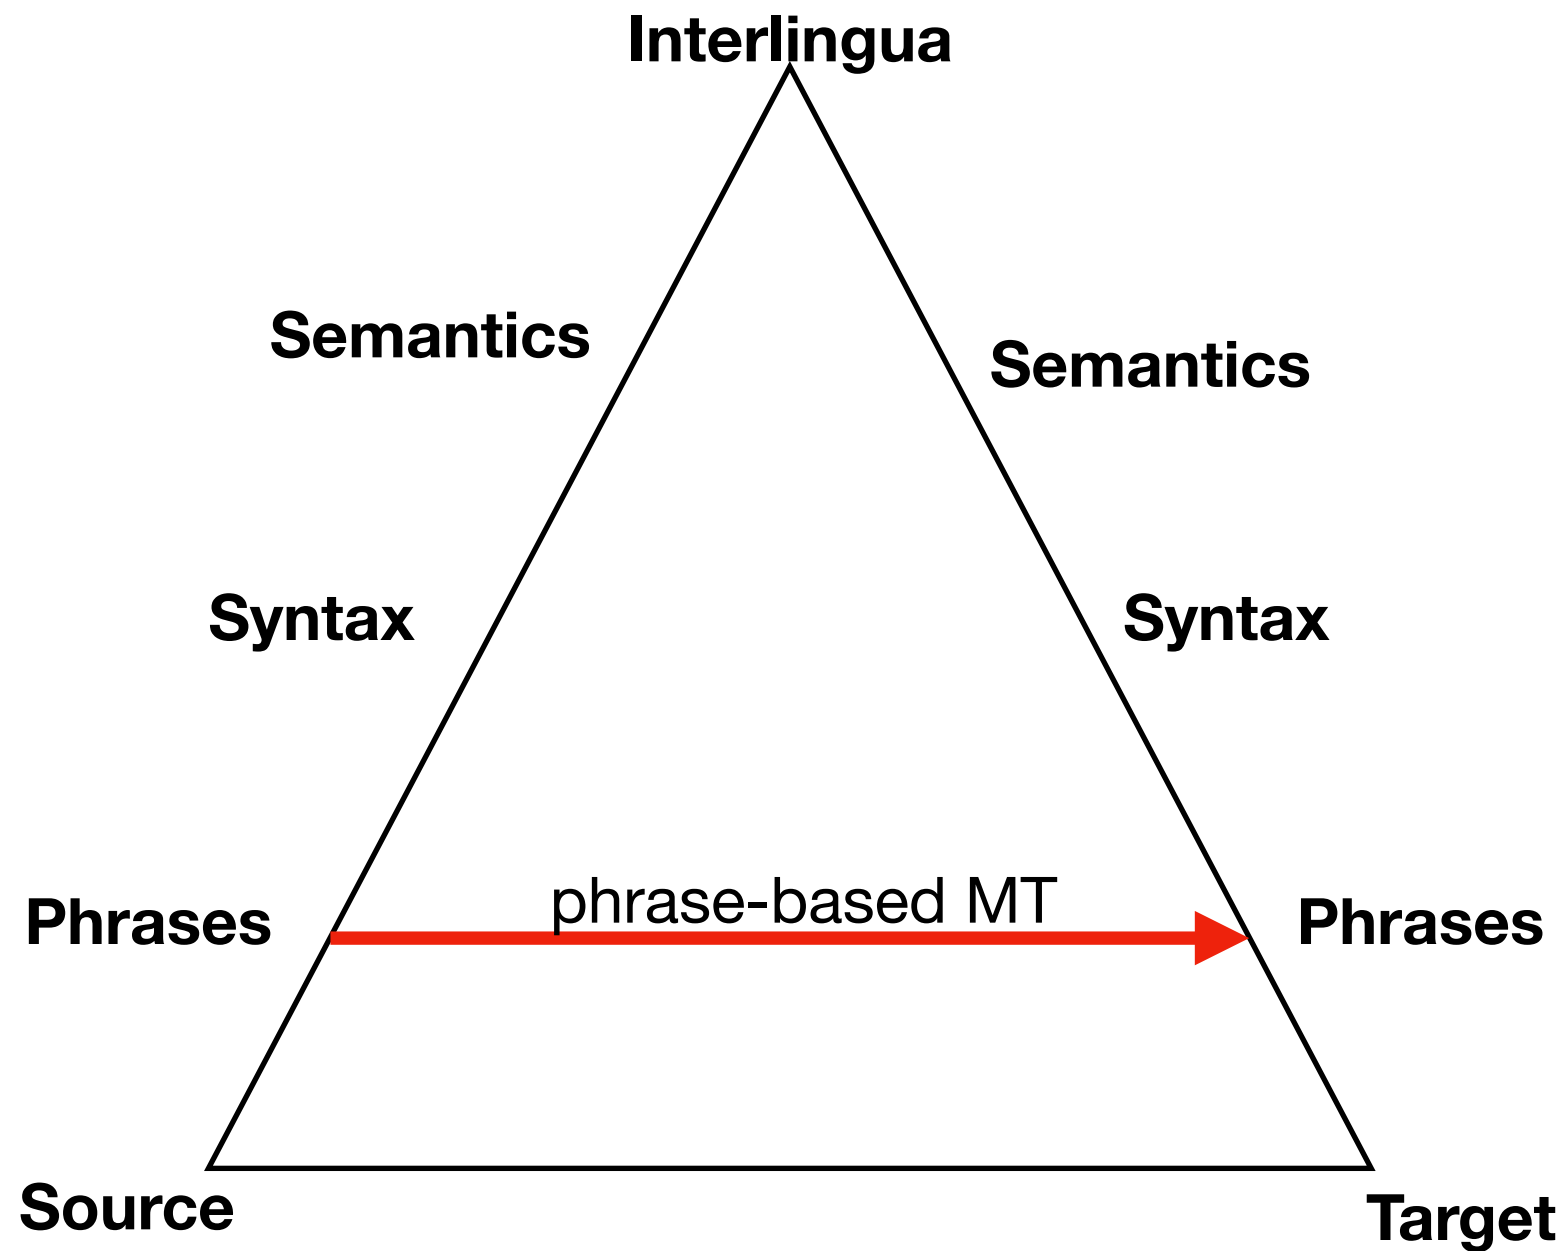 Interlingua
Semantics
Semantics
Syntax
Syntax
Phrases
phrase-based MT
Phrases
Source
Target